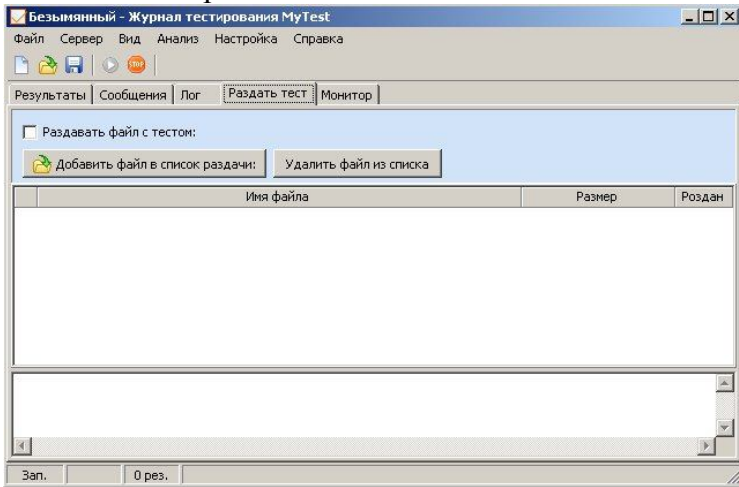 Безымянный - Журнал тестирования MyTest
Файл Сервер Вид Анализ Настройка Справка
STOP
Результаты Сообщения Лог Раздать тест Монитор
Раздавать файл с тестом:
Добавить файл в список раздачи: Удалить файл из списка
Имя файла Размер Роздан
Зап. 0 рез.